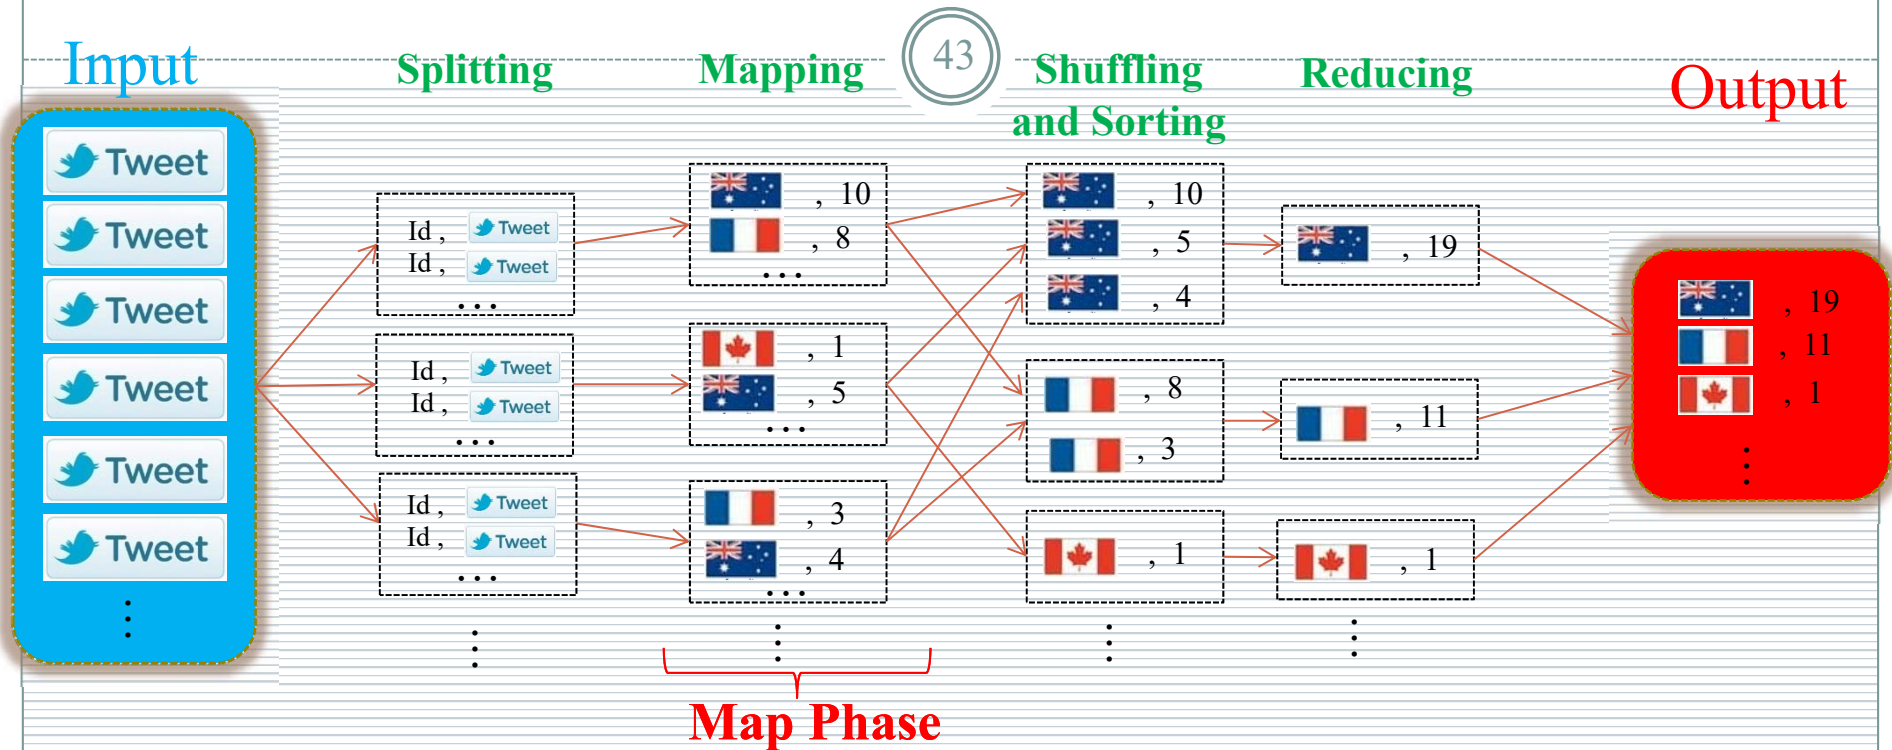 43
Input
Splitting
Mapping
Shuffling
and Sorting
Reducing
Output
Tweet
Tweet
Tweet
Tweet
Tweet
Tweet
⋮
Id , Tweet
Id , Tweet
...
Id , Tweet
Id , Tweet
...
Id , Tweet
Id , Tweet
...
⋮
, 10
, 8
...
, 1
, 5
...
, 3
, 4
...
⋮
, 10
, 5
, 4
, 8
, 3
, 1
⋮
, 19
, 11
, 1
⋮
, 19
, 11
, 1
⋮
Map Phase